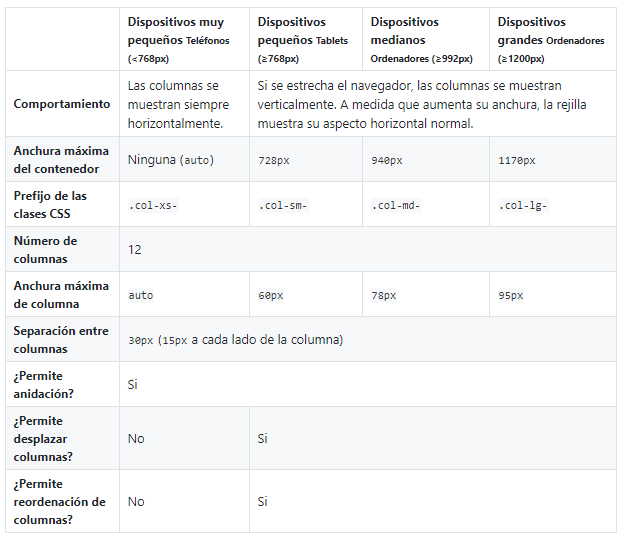 Dispositivos muy pequeños Teléfonos (<768px)
Dispositivos pequeños Tablets (≥768px)
Dispositivos medianos Ordenadores (≥992px)
Dispositivos grandes Ordenadores (≥1200px)
Comportamiento
Las columnas se muestran siempre horizontalmente.
Si se estrecha el navegador, las columnas se muestran verticalmente. A medida que aumenta su anchura, la rejilla muestra su aspecto horizontal normal.
Anchura máxima del contenedor
Ninguna (auto)
728px
940px
1170px
Prefijo de las clases CSS
.col-xs-
.col-sm-
.col-md-
.col-lg-
Número de columnas
12
Anchura máxima de columna
auto
60px
78px
95px
Separación entre columnas
30px (15px a cada lado de la columna)
¿Permite anidación?
Si
¿Permite desplazar columnas?
No
Si
¿Permite reordenación de columnas?
No
Si